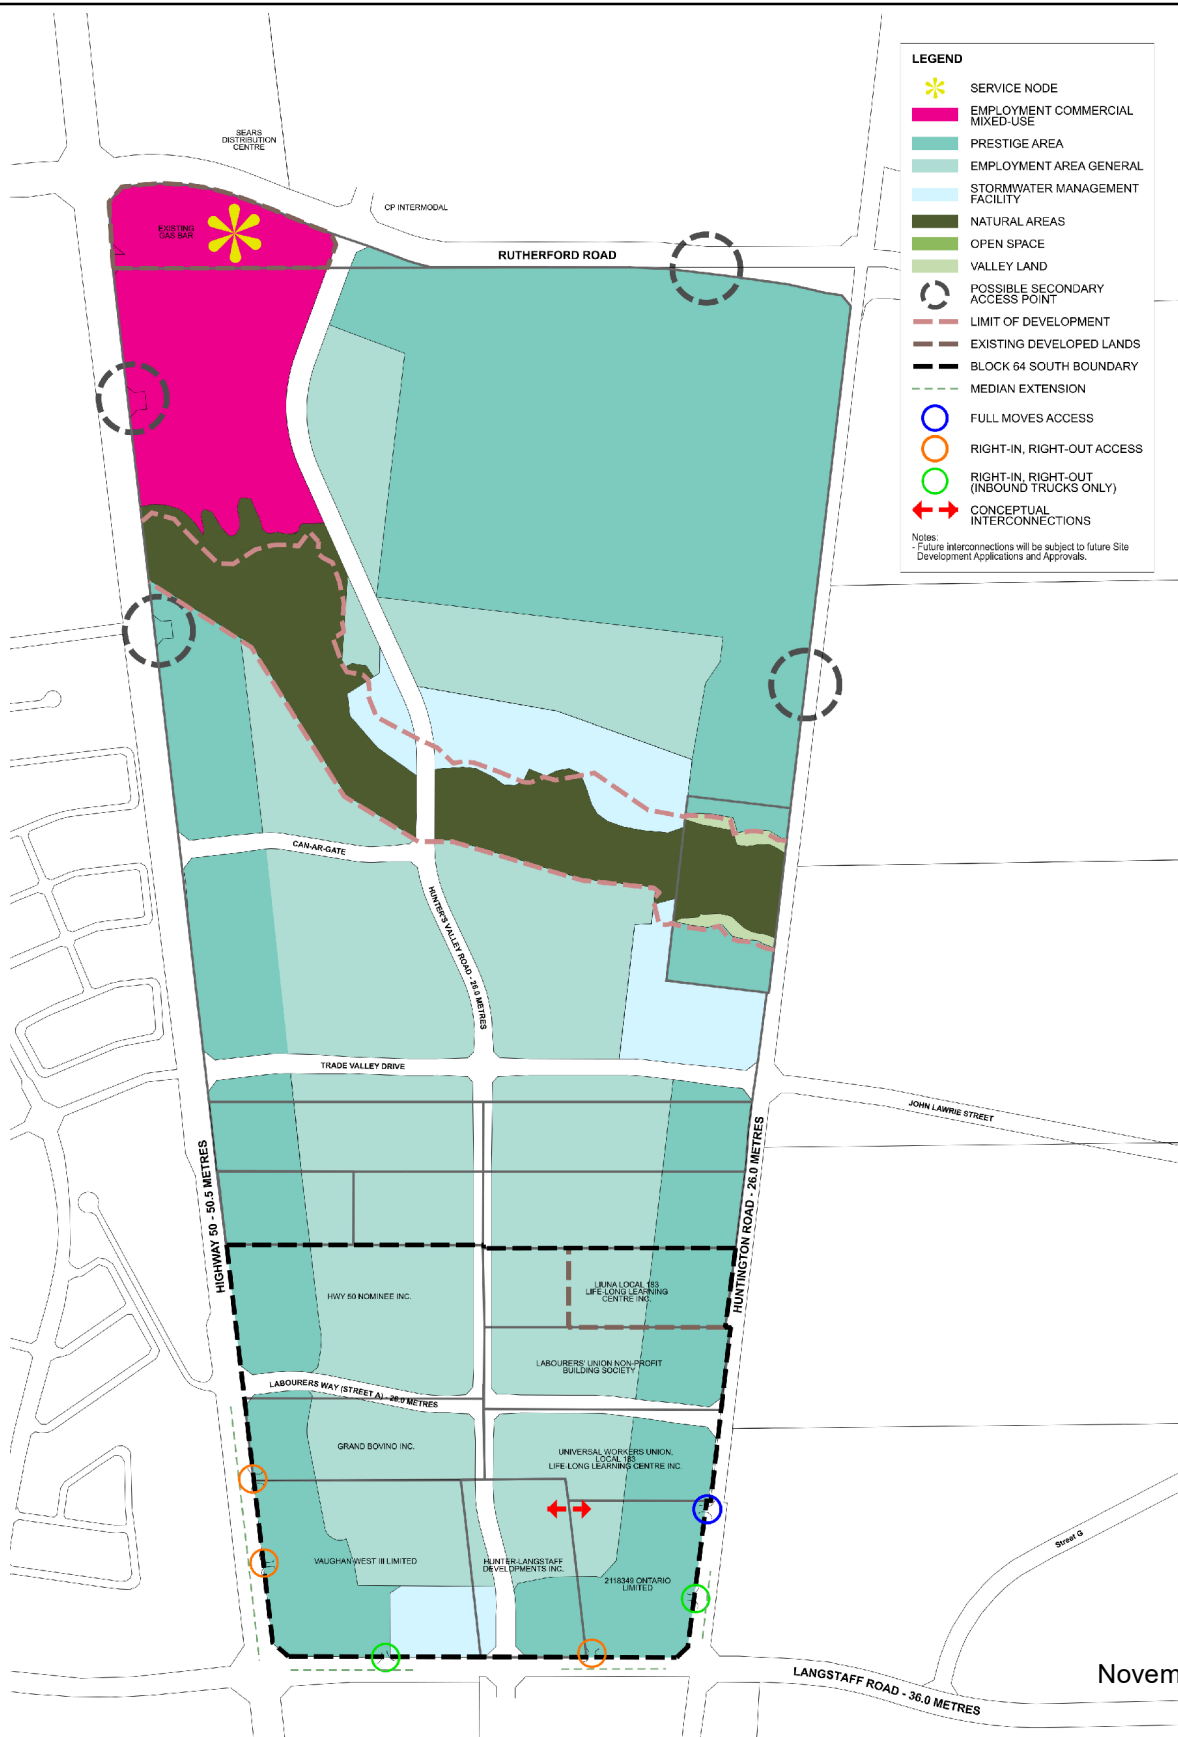 LEGEND
SERVICE NODE
EMPLOYMENT COMMERCIAL
MIXED-USE
PRESTIGE AREA
EMPLOYMENT AREA GENERAL
STORMWATER MANAGEMENT
FACILITY
NATURAL AREAS
OPEN SPACE
VALLEY LAND
POSSIBLE SECONDARY
ACCESS POINT
LIMIT OF DEVELOPMENT
EXISTING DEVELOPED LANDS
BLOCK 64 SOUTH BOUNDARY
MEDIAN EXTENSION
FULL MOVES ACCESS
RIGHT-IN, RIGHT-OUT ACCESS
RIGHT-IN, RIGHT-OUT
(INBOUND TRUCKS ONLY)
CONCEPTUAL
INTERCONNECTIONS
Notes:
- Future interconnections will be subject to future Site
Development Applications and Approvals.
SEARS
DISTRIBUTION
CENTRE
CP INTERMODAL
EXISTING
GAS BAR
RUTHERFORD ROAD
CAN-AR-GATE
HUNTER'S VALLEY ROAD - 26.0 METRES
TRADE VALLEY DRIVE
JOHN LAWRIE STREET
HIGHWAY 50 - 50.5 METRES
HUNTINGTON ROAD - 26.0 METRES
HWY 50 NOMINEE INC.
LIUNA LOCAL 183
LIFE-LONG LEARNING
CENTRE INC.
LABOURERS' UNION NON-PROFIT
BUILDING SOCIETY
LABOURERS WAY (STREET A) - 26.0 METRES
GRAND BOVINO INC.
UNIVERSAL WORKERS UNION,
LOCAL 183
LIFE-LONG LEARNING CENTRE INC.
VAUGHAN WEST III LIMITED
HUNTER-LANGSTAFF
DEVELOPMENTS INC.
2118349 ONTARIO
LIMITED
Street G
LANGSTAFF ROAD - 36.0 METRES
Novem